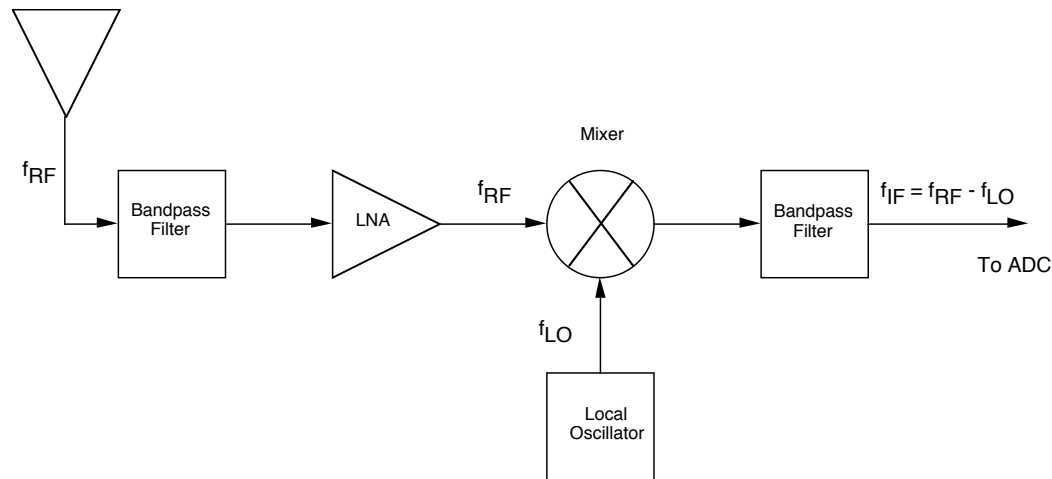 Mixer
fRF
Bandpass
Filter
LNA
fRF
Bandpass
Filter
fIF = fRF - fLO
To ADC
fLO
Local
Oscillator